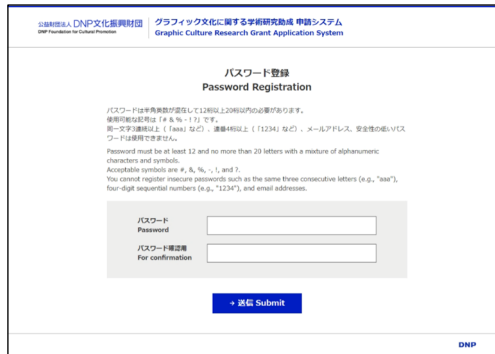 公益財団法人 DNP文化振興財団
DNP Foundation for Cultural Promotion
グラフィック文化に関する学術研究助成 申請システム
Graphic Culture Research Grant Application System
パスワード登録
Password Registration
パスワードは半角英数が混在して12桁以上20桁以内の必要があります。
使用可能な記号は「# & % - ! ?」です。
同一文字3連続以上（「aaa」など）、連番4桁以上（「1234」など）、メールアドレス、安全性の低いパス
ワードは使用できません。
Password must be at least 12 and no more than 20 letters with a mixture of alphanumeric
characters and symbols.
Acceptable symbols are #, &, %, -, !, and ?.
You cannot register insecure passwords such as the same three consecutive letters (e.g., "aaa"),
four-digit sequential numbers (e.g., "1234"), and email addresses.
パスワード
Password
パスワード確認用
For confirmation
→ 送信 Submit
DNP